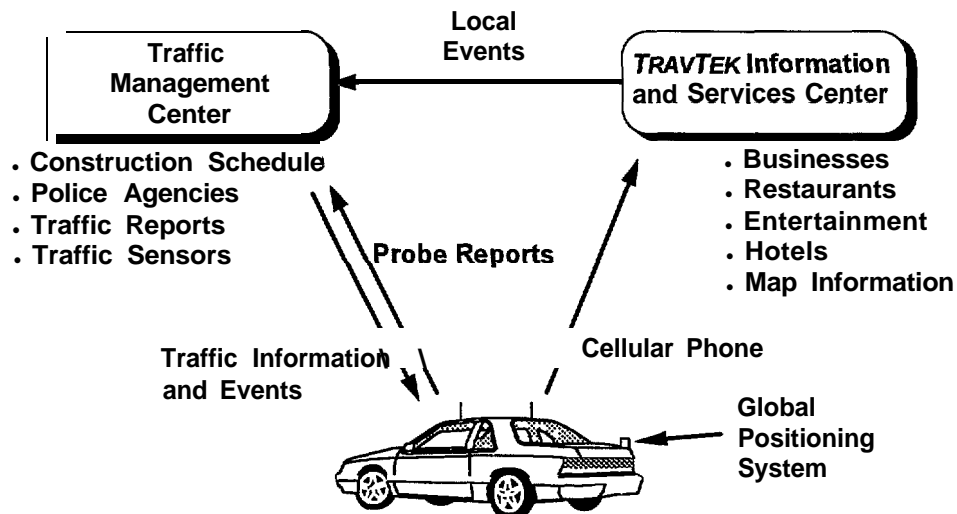 Traffic
Management
Center
Local
Events
TRAVTEK Information
and Services Center
. Construction Schedule
. Police Agencies
. Traffic Reports
. Traffic Sensors
. Businesses
. Restaurants
. Entertainment
. Hotels
. Map Information
Probe Reports
Traffic Information
and Events
Cellular Phone
Global
Positioning
System